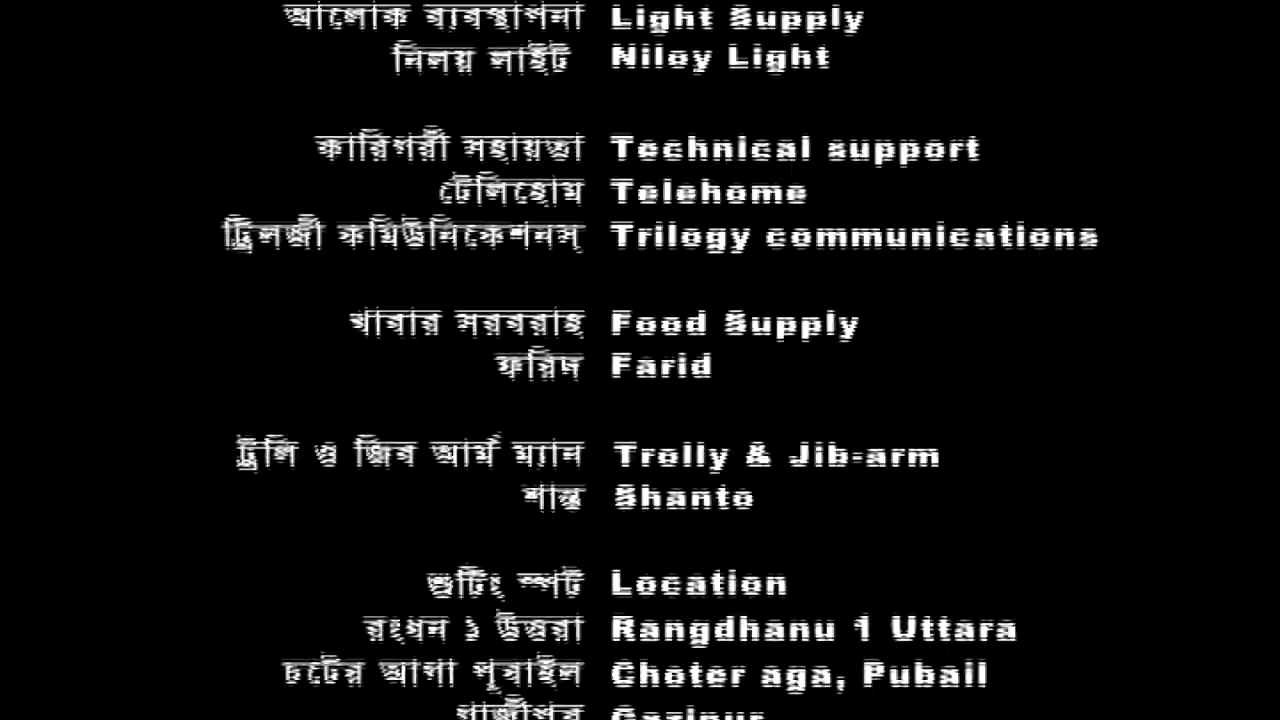 আলোক ব্যবস্থাপনা Light Supply
নিলয় লাইট Niloy Light
কারিগরী সহায়তা Technical support
টেলিহোম Telehome
ট্রিলজী কমিউনিকেশনস্ Trilogy communications
খাবার সরবরাহ Food Supply
ফরিদ Farid
ট্রলি ও জিব আর্ম ম্যান Trolly & Jib-arm
শান্ত Shanto
শুটিং স্পট Location
রংধনু ১ উত্তরা Rangdhanu 1 Uttara
চটের আগা পূবাইল Choter aga, Pubail
গাজীপুর Gazipur